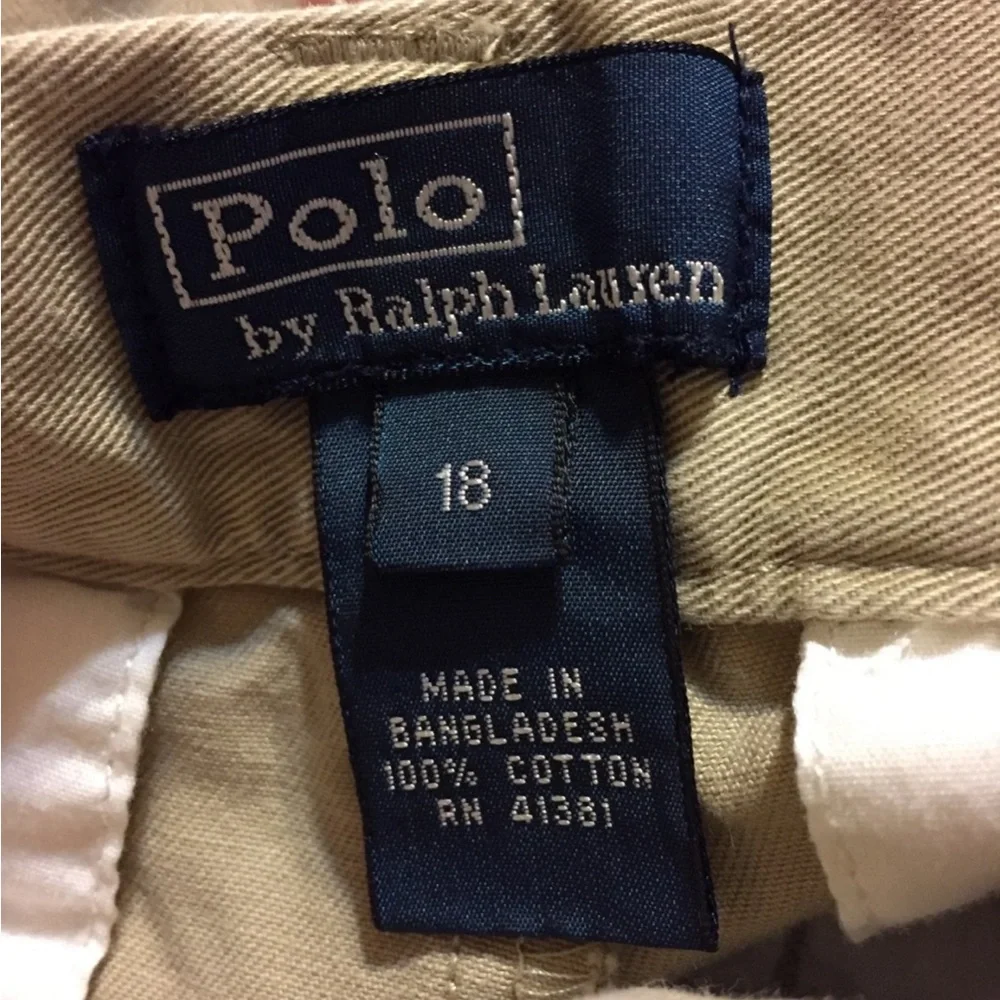 Polo
by Ralph Lauren
18
MADE IN
BANGLADESH
100% COTTON
RN 41381